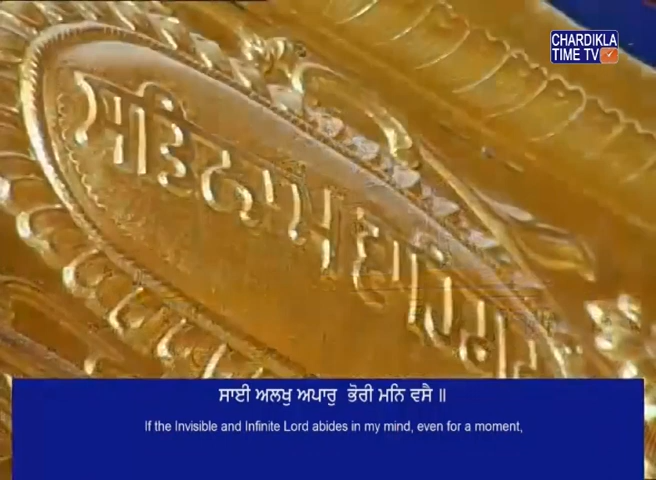 CHARDIKLA
TIME TV
ਸਤਿਨਾਮ ਸ੍ਰੀ ਵਾਹਿਗੁਰੂ
ਸਾਈ ਅਲਖੁ ਅਪਾਰੁ ਭੋਰੀ ਮਨਿ ਵਸੈ ॥
If the Invisible and Infinite Lord abides in my mind, even for a moment,